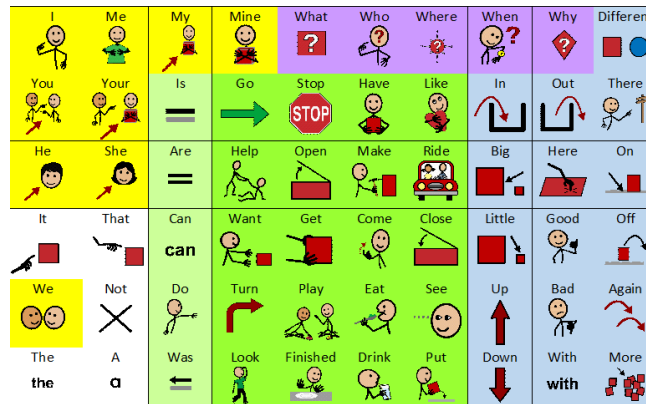 I Me My Mine What Who Where When Why Differen
You Your Is Go Stop Have Like In Out There
STOP
He She Are Help Open Make Ride Big Here On
It That Can Want Get Come Close Little Good Off
can
We Not Do Turn Play Eat See Up Bad Again
The A Was Look Finished Drink Put Down With More
the a with